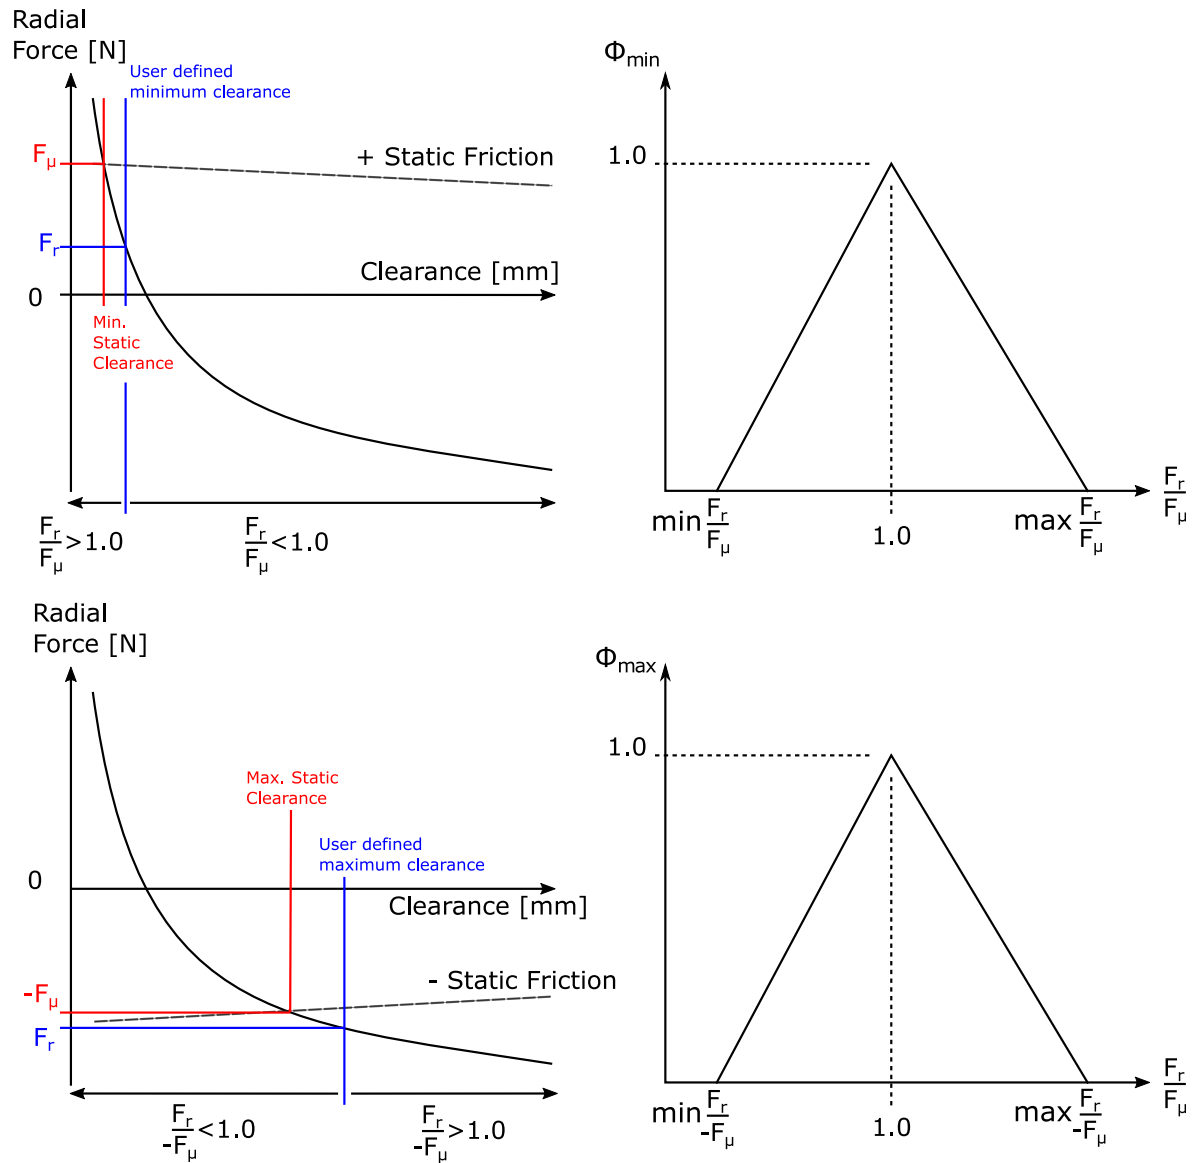 Radial
Force [N]
User defined
minimum clearance
Fμ
+ Static Friction
Fr
Clearance [mm]
0
Min.
Static
Clearance
Fr
Fμ >1.0
Fr
Fμ <1.0
Φmin
1.0
min Fr
Fμ
1.0
max Fr
Fμ
Fr
Fμ
Radial
Force [N]
Max. Static
Clearance
User defined
maximum clearance
0
Clearance [mm]
- Static Friction
-Fμ
Fr
Fr
-Fμ <1.0
Fr
-Fμ >1.0
Φmax
1.0
min Fr
-Fμ
1.0
max Fr
-Fμ
Fr
Fμ